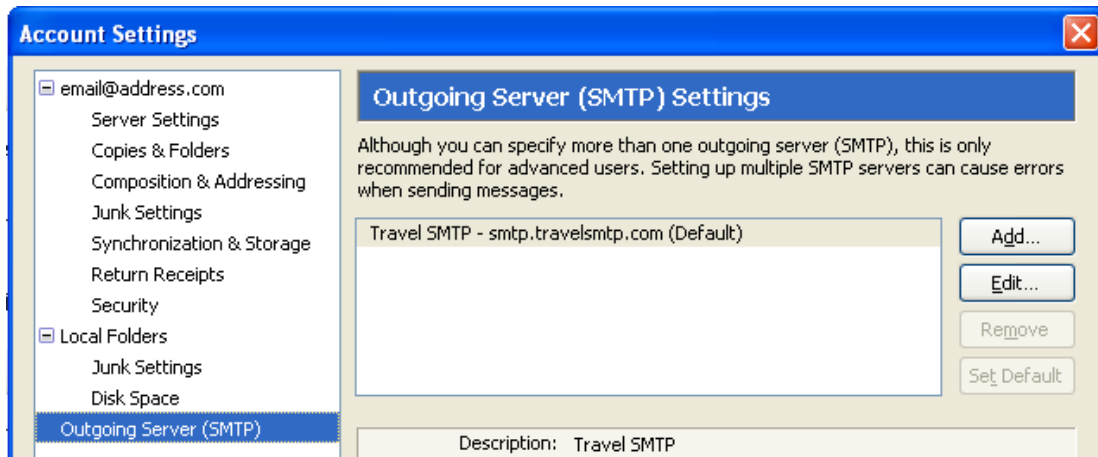 Account Settings
email@address.com
Server Settings
Copies & Folders
Composition & Addressing
Junk Settings
Synchronization & Storage
Return Receipts
Security
Local Folders
Junk Settings
Disk Space
Outgoing Server (SMTP)
Outgoing Server (SMTP) Settings
Although you can specify more than one outgoing server (SMTP), this is only
recommended for advanced users. Setting up multiple SMTP servers can cause errors
when sending messages.
Travel SMTP - smtp.travelsmtp.com (Default)
Add...
Edit...
Remove
Set Default
Description: Travel SMTP